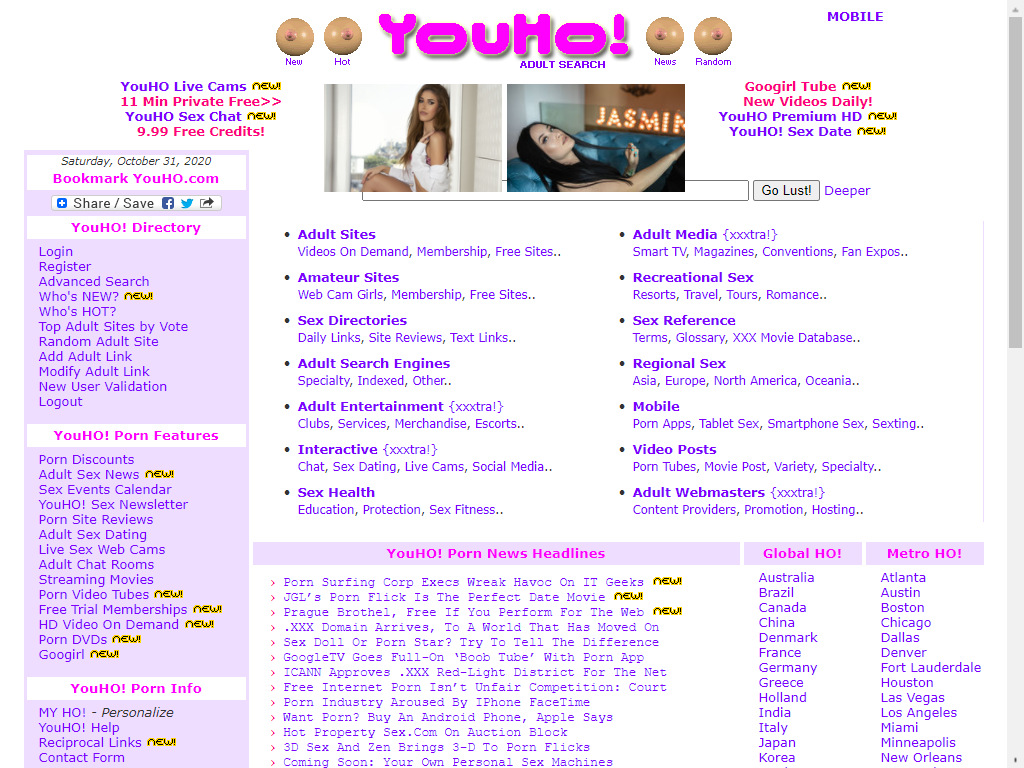 MOBILE
YouHo!
ADULT SEARCH
New
Hot
News
Random
YouHO Live Cams NEW!
11 Min Private Free>>
YouHO Sex Chat NEW!
9.99 Free Credits!
JASMIN
Googirl Tube NEW!
New Videos Daily!
YouHO Premium HD NEW!
YouHO! Sex Date NEW!
Go Lust! Deeper
Saturday, October 31, 2020
Bookmark YouHO.com
Share / Save
YouHO! Directory
Login
Register
Advanced Search
Who's NEW? NEW!
Who's HOT?
Top Adult Sites by Vote
Random Adult Site
Add Adult Link
Modify Adult Link
New User Validation
Logout
YouHO! Porn Features
Porn Discounts
Adult Sex News NEW!
Sex Events Calendar
YouHO! Sex Newsletter
Porn Site Reviews
Adult Sex Dating
Live Sex Web Cams
Adult Chat Rooms
Streaming Movies
Porn Video Tubes NEW!
Free Trial Memberships NEW!
HD Video On Demand NEW!
Porn DVDs NEW!
Googirl NEW!
YouHO! Porn Info
MY HO! - Personalize
YouHO! Help
Reciprocal Links NEW!
Contact Form
• Adult Sites
Videos On Demand, Membership, Free Sites..
• Amateur Sites
Web Cam Girls, Membership, Free Sites..
• Sex Directories
Daily Links, Site Reviews, Text Links..
• Adult Search Engines
Specialty, Indexed, Other..
• Adult Entertainment {xxxtra!}
Clubs, Services, Merchandise, Escorts..
• Interactive {xxxtra!}
Chat, Sex Dating, Live Cams, Social Media..
• Sex Health
Education, Protection, Sex Fitness..
• Adult Media {xxxtra!}
Smart TV, Magazines, Conventions, Fan Expos..
• Recreational Sex
Resorts, Travel, Tours, Romance..
• Sex Reference
Terms, Glossary, XXX Movie Database..
• Regional Sex
Asia, Europe, North America, Oceania..
• Mobile
Porn Apps, Tablet Sex, Smartphone Sex, Sexting..
• Video Posts
Porn Tubes, Movie Post, Variety, Specialty..
• Adult Webmasters {xxxtra!}
Content Providers, Promotion, Hosting..
YouHO! Porn News Headlines
› Porn Surfing Corp Execs Wreak Havoc On IT Geeks NEW!
› JGL’s Porn Flick Is The Perfect Date Movie NEW!
› Prague Brothel, Free If You Perform For The Web NEW!
› .XXX Domain Arrives, To A World That Has Moved On
› Sex Doll Or Porn Star? Try To Tell The Difference
› GoogleTV Goes Full-On ‘Boob Tube’ With Porn App
› ICANN Approves .XXX Red-Light District For The Net
› Free Internet Porn Isn’t Unfair Competition: Court
› Porn Industry Aroused By IPhone FaceTime
› Want Porn? Buy An Android Phone, Apple Says
› Hot Property Sex.Com On Auction Block
› 3D Sex And Zen Brings 3-D To Porn Flicks
› Coming Soon: Your Own Personal Sex Machines
Global HO!
Australia
Brazil
Canada
China
Denmark
France
Germany
Greece
Holland
India
Italy
Japan
Korea
Metro HO!
Atlanta
Austin
Boston
Chicago
Dallas
Denver
Fort Lauderdale
Houston
Las Vegas
Los Angeles
Miami
Minneapolis
New Orleans